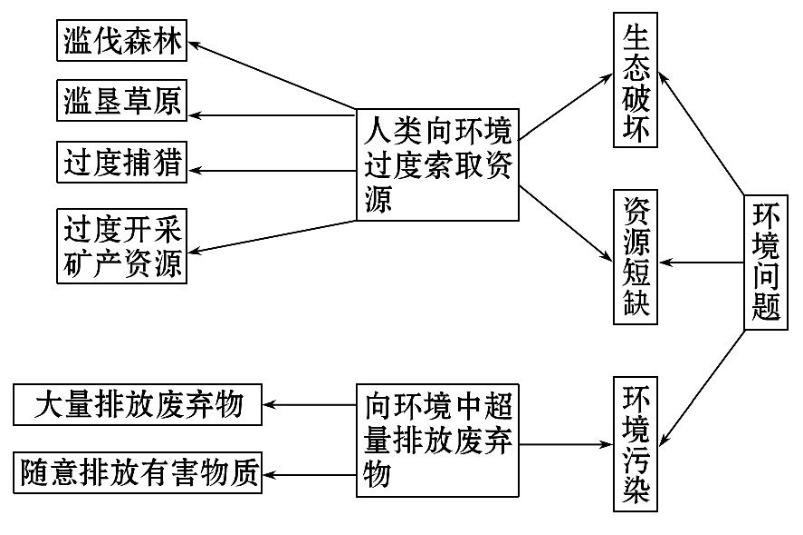 滥伐森林
滥垦草原
过度捕猎
过度开采
矿产资源
人类向环境
过度索取资
源
生态破坏
资源短缺
环境问题
大量排放废弃物
随意排放有害物质
向环境中超
量排放废弃
物
环境污染